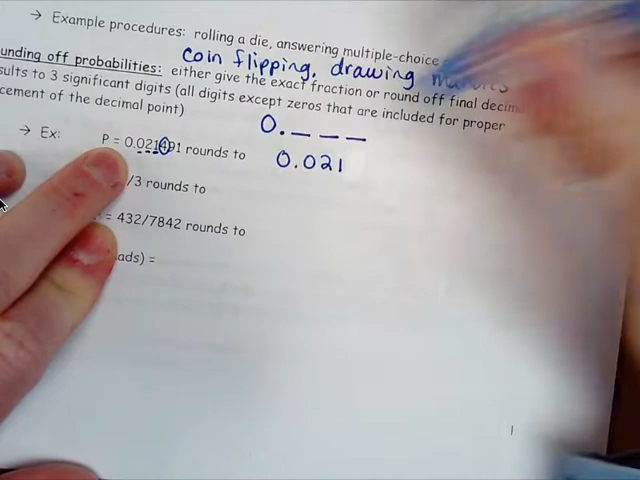 → Example procedures: rolling a die, answering multiple-choice
coin flipping, drawing
unding off probabilities: either give the exact fraction or round off final decim
sults to 3 significant digits (all digits except zeros that are included for proper
cement of the decimal point)
0._ _ _
→ Ex: P = 0.021491 rounds to 0.021
/3 rounds to
= 432/7842 rounds to
ads) =
1